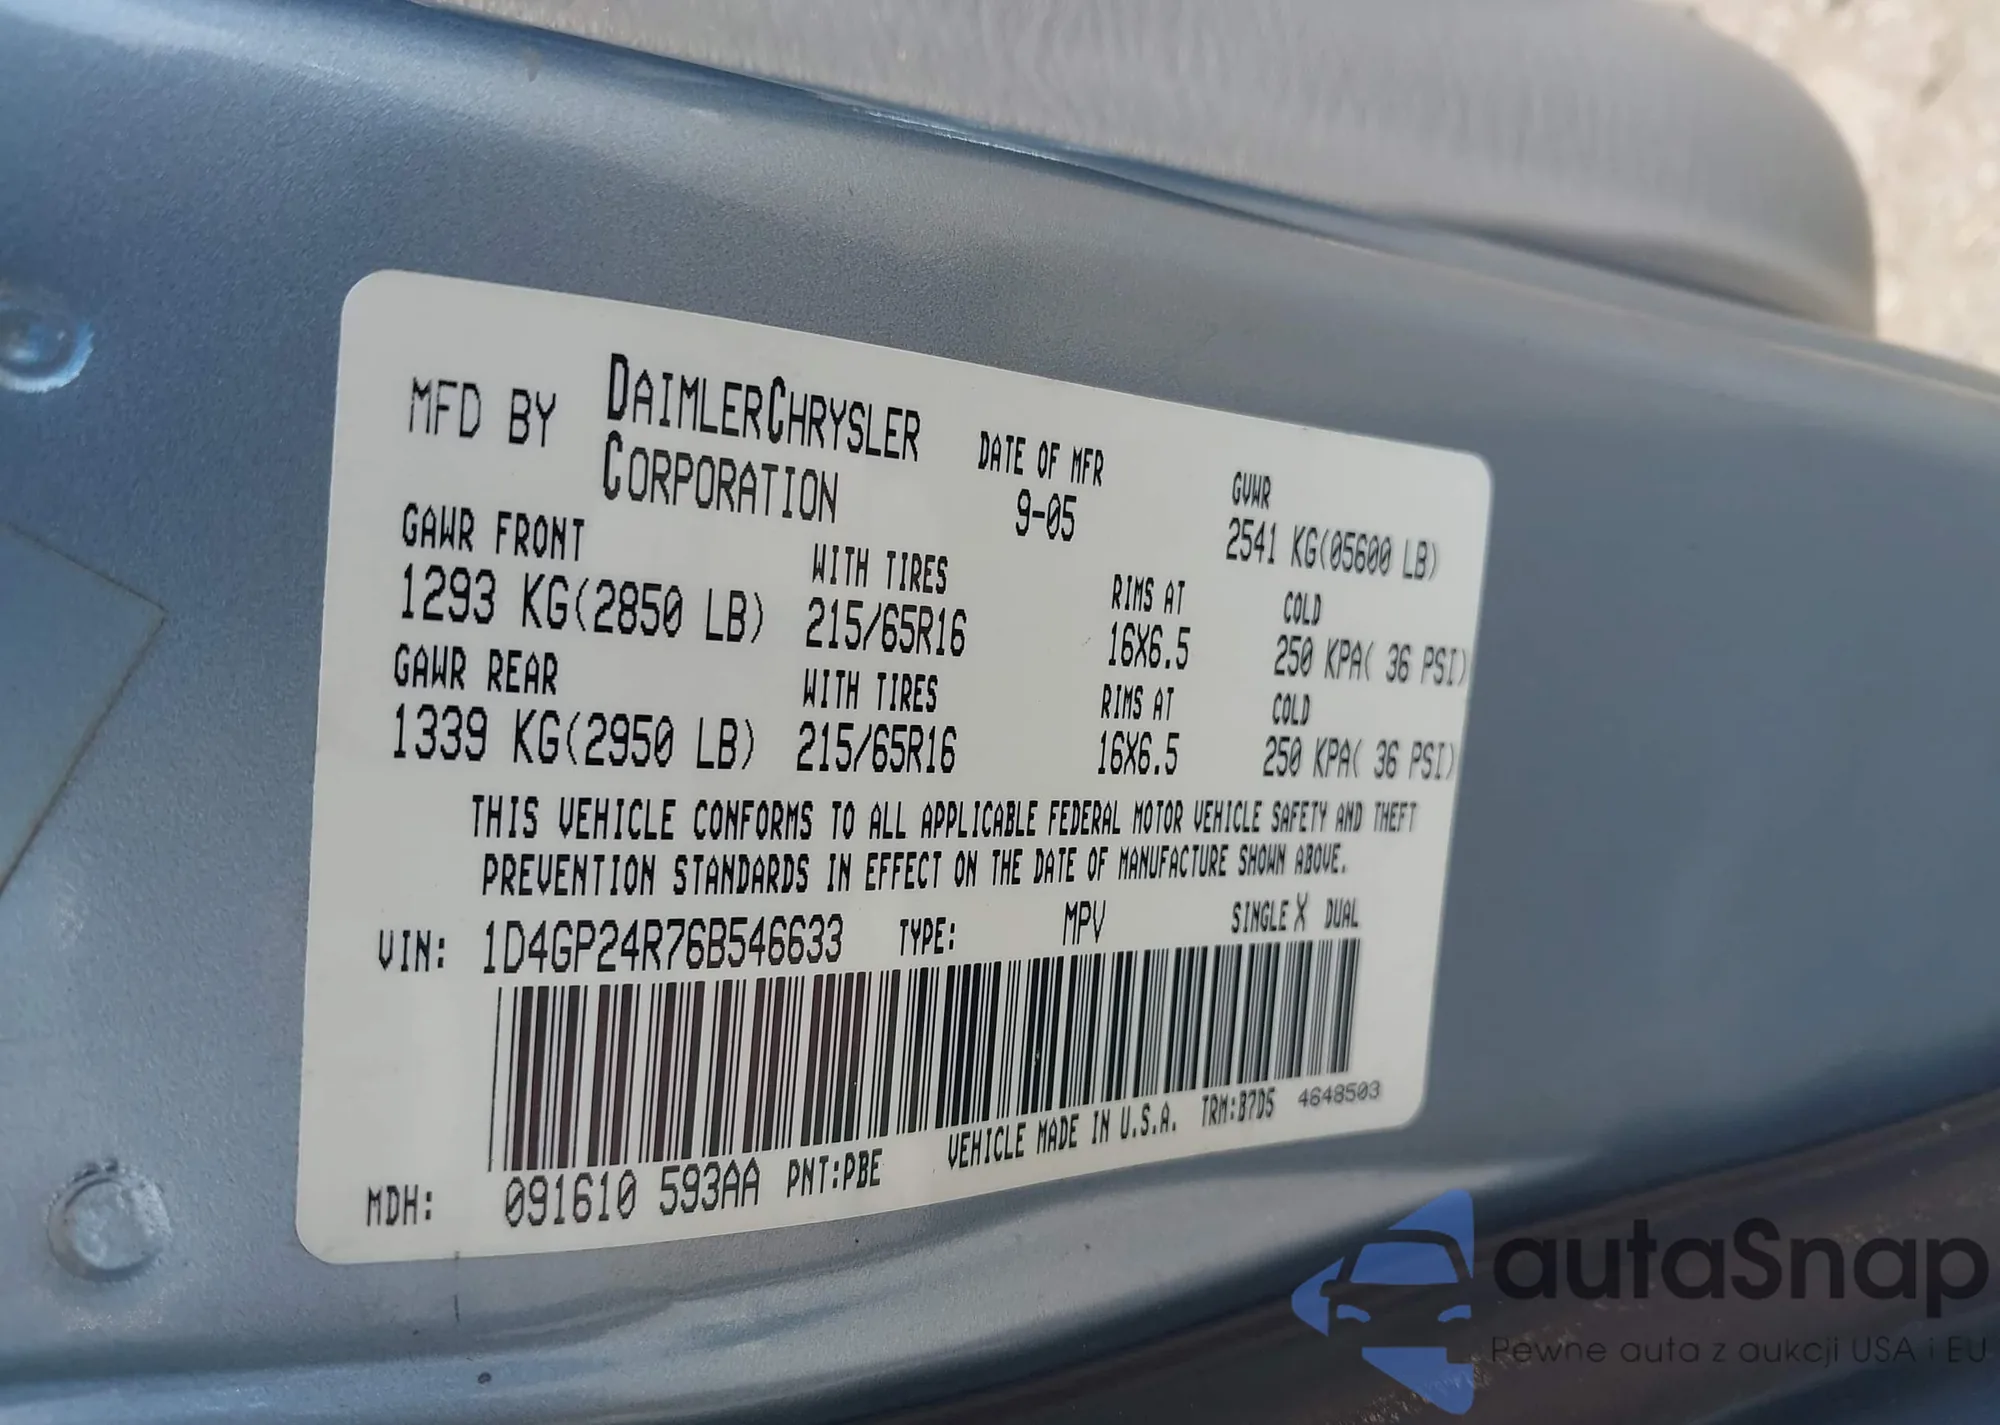 MFD BY DAIMLERCHRYSLER CORPORATION
DATE OF MFR
9-05
GVWR
2541 KG(05600 LB)
GAWR FRONT WITH TIRES RIMS AT COLD
1293 KG(2850 LB) 215/65R16 16X6.5 250 KPA( 36 PSI)
GAWR REAR WITH TIRES RIMS AT COLD
1339 KG(2950 LB) 215/65R16 16X6.5 250 KPA( 36 PSI)
THIS VEHICLE CONFORMS TO ALL APPLICABLE FEDERAL MOTOR VEHICLE SAFETY AND THEFT
PREVENTION STANDARDS IN EFFECT ON THE DATE OF MANUFACTURE SHOWN ABOVE.
VIN: 1D4GP24R76B546633 TYPE: MPV SINGLE X DUAL
MDH: 091610 593AA PNT:PBE VEHICLE MADE IN U.S.A. TRM:B7D5 4648503
autaSnap
Pewne auta z aukcji USA i EU